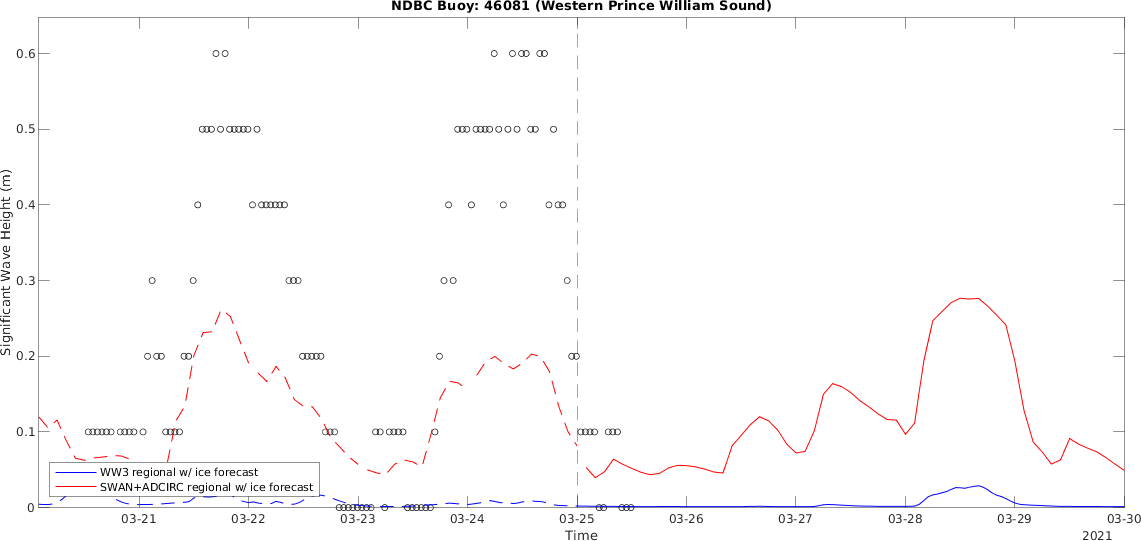 NDBC Buoy: 46081 (Western Prince William Sound)
Significant Wave Height (m)
0.6
0.5
0.4
0.3
0.2
0.1
0
WW3 regional w/ ice forecast
SWAN+ADCIRC regional w/ ice forecast
03-21 03-22 03-23 03-24 03-25 03-26 03-27 03-28 03-29 03-30
Time
2021